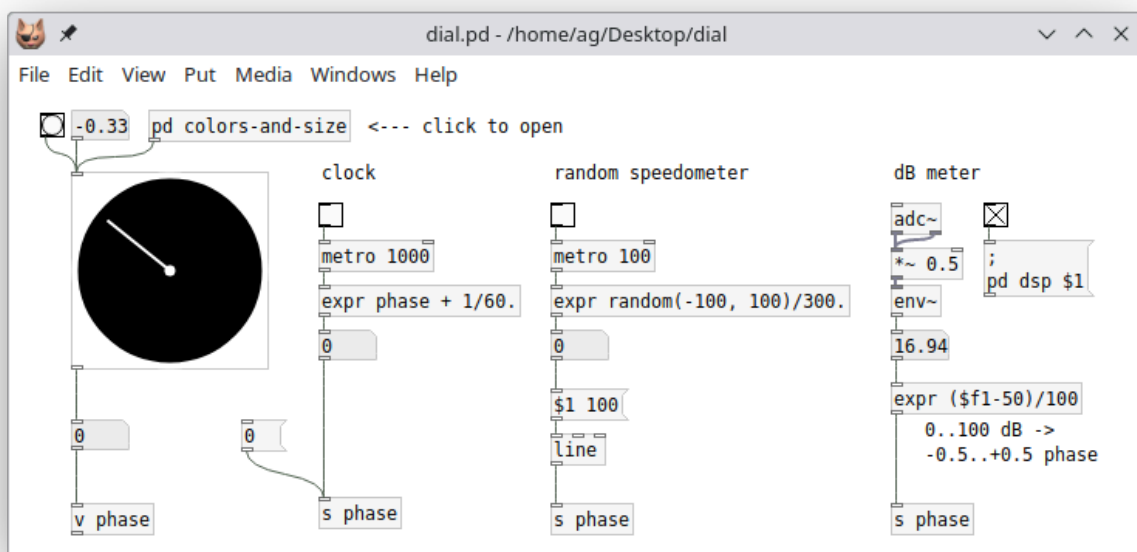 dial.pd - /home/ag/Desktop/dial
File Edit View Put Media Windows Help
-0.33
pd colors-and-size
<--- click to open
clock
metro 1000
expr phase + 1/60.
0
random speedometer
metro 100
expr random(-100, 100)/300.
0
$1 100
line
s phase
dB meter
adc~
*~ 0.5
env~
16.94
expr ($f1-50)/100
0..100 dB ->
-0.5..+0.5 phase
s phase
;
pd dsp $1
0
v phase
0
s phase